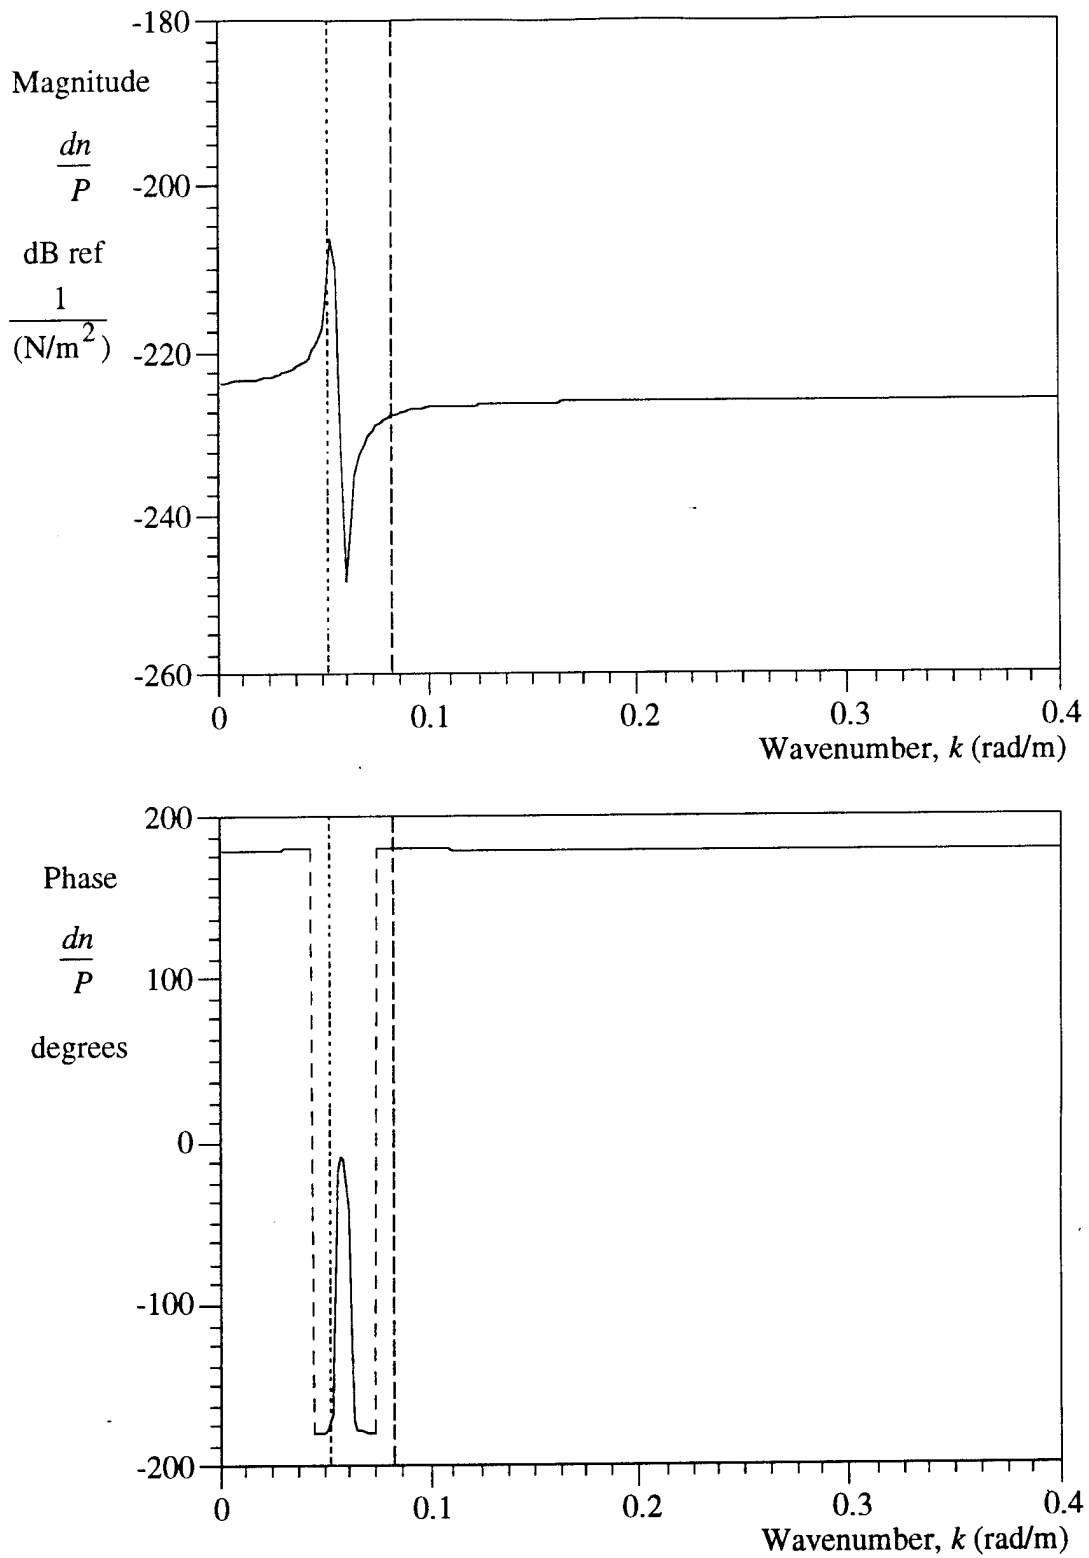 -180
Magnitude
dn
P
-200
dB ref
1
(N/m²)
-220
-240
-260
0 0.1 0.2 0.3 0.4
Wavenumber, k (rad/m)
200
Phase
dn
P
100
degrees
0
-100
-200
0 0.1 0.2 0.3 0.4
Wavenumber, k (rad/m)